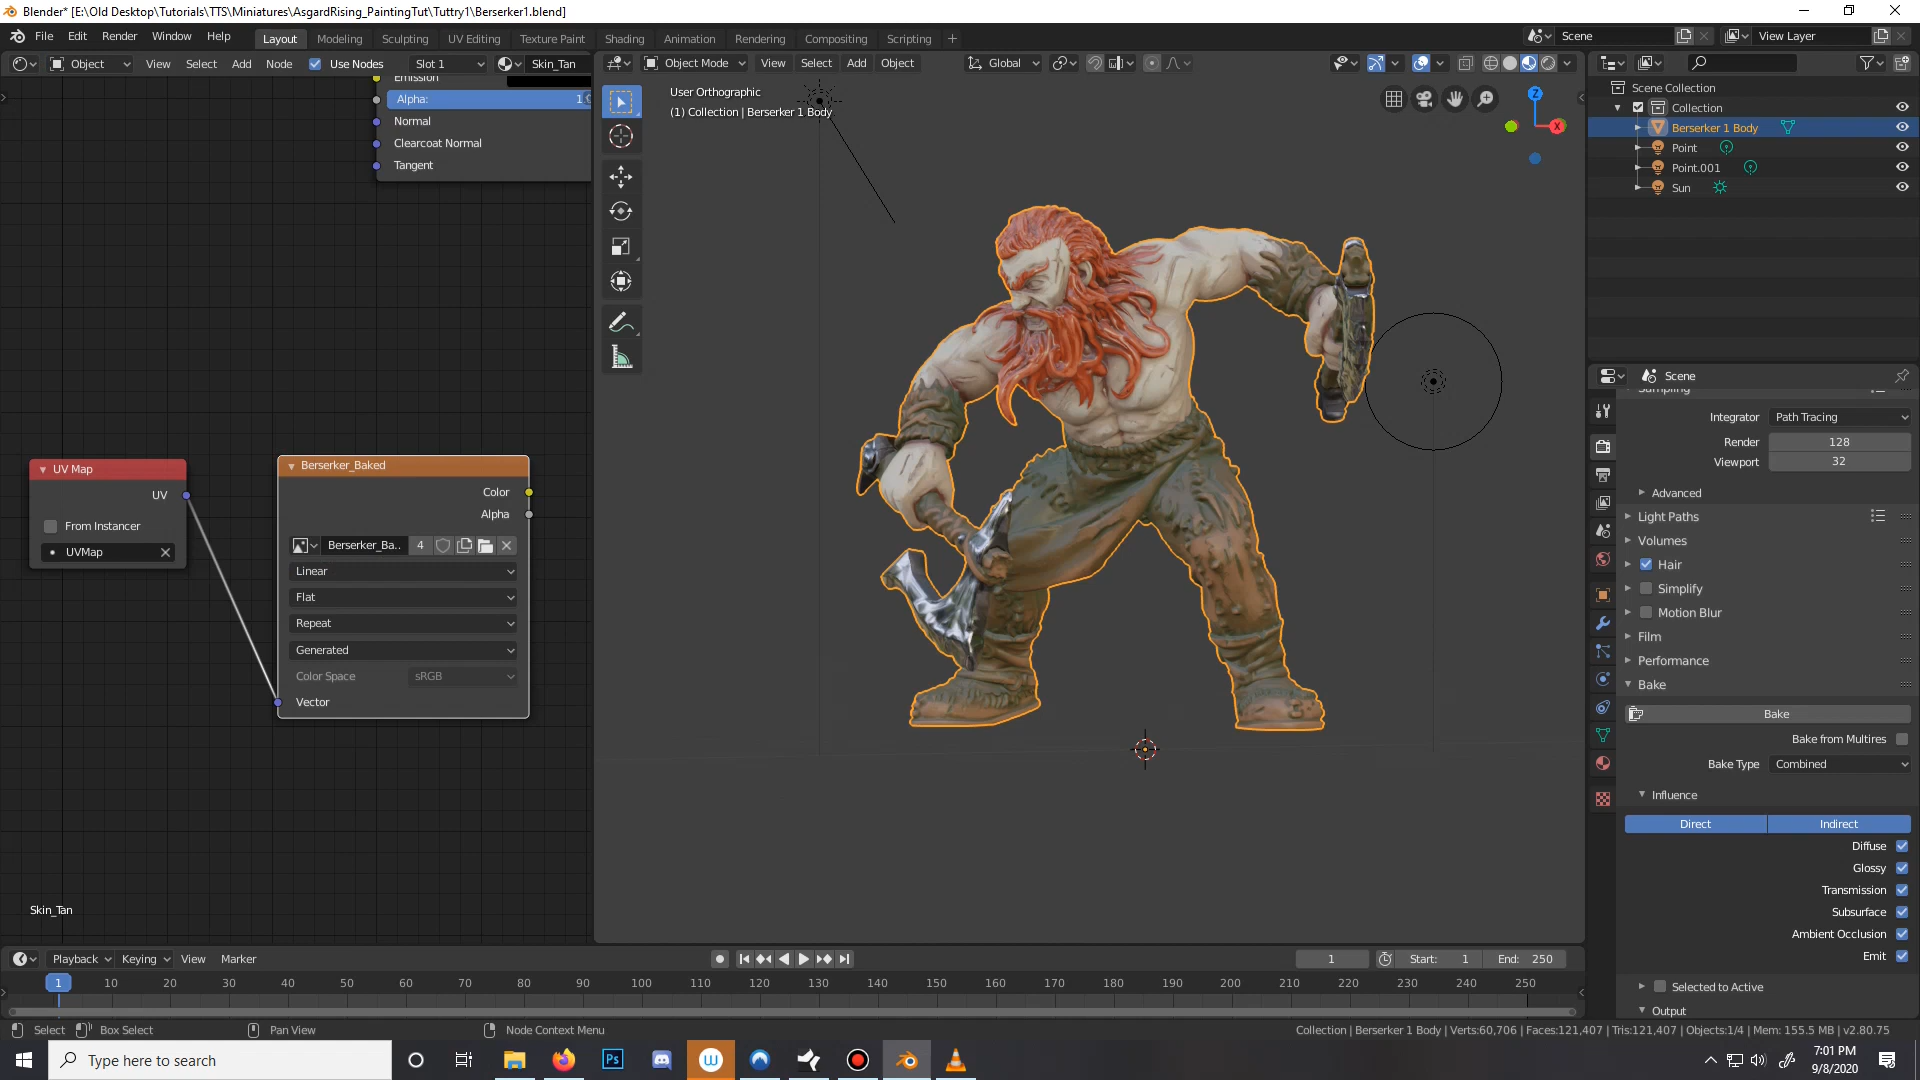 Blender* [E:\Old Desktop\Tutorials\TTS\Miniatures\AsgardRising_PaintingTut\Tuttry1\Berserker1.blend]
File Edit Render Window Help Layout Modeling Sculpting UV Editing Texture Paint Shading Animation Rendering Compositing Scripting + Scene View Layer
Object View Select Add Node Use Nodes Slot 1 Skin_Tan
Object Mode View Select Add Object Global
Emission
Alpha: 1.0
Normal
Clearcoat Normal
Tangent
UV Map
UV
From Instancer
UVMap
Berserker_Baked
Color
Alpha
Berserker_Ba.. 4
Linear
Flat
Repeat
Generated
Color Space sRGB
Vector
Skin_Tan
User Orthographic
(1) Collection | Berserker 1 Body
Z
X
Scene Collection
Collection
Berserker 1 Body
Point
Point.001
Sun
Scene
Sampling
Integrator Path Tracing
Render 128
Viewport 32
Advanced
Light Paths
Volumes
Hair
Simplify
Motion Blur
Film
Performance
Bake
Bake
Bake from Multires
Bake Type Combined
Influence
Direct Indirect
Diffuse
Glossy
Transmission
Subsurface
Ambient Occlusion
Emit
Selected to Active
Output
Playback Keying View Marker 1 Start: 1 End: 250
1 10 20 30 40 50 60 70 80 90 100 110 120 130 140 150 160 170 180 190 200 210 220 230 240 250
Select Box Select Pan View Node Context Menu Collection | Berserker 1 Body | Verts:60,706 | Faces:121,407 | Tris:121,407 | Objects:1/4 | Mem: 155.5 MB | v2.80.75
Type here to search
Ps
W
7:01 PM
9/8/2020